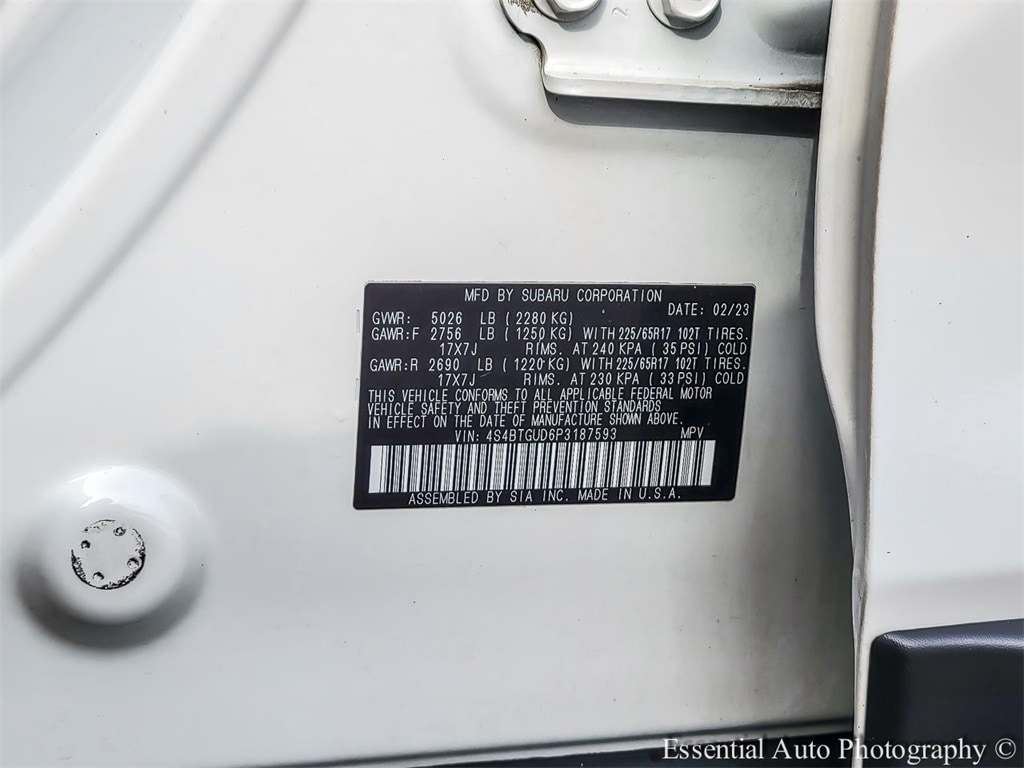 2
MFD BY SUBARU CORPORATION
DATE: 02/23
GVWR: 5026 LB ( 2280 KG)
GAWR:F 2756 LB ( 1250 KG) WITH 225/65R17 102T TIRES.
17X7J RIMS. AT 240 KPA ( 35 PSI) COLD
GAWR:R 2690 LB ( 1220 KG) WITH 225/65R17 102T TIRES.
17X7J RIMS. AT 230 KPA ( 33 PSI) COLD
THIS VEHICLE CONFORMS TO ALL APPLICABLE FEDERAL MOTOR
VEHICLE SAFETY AND THEFT PREVENTION STANDARDS
IN EFFECT ON THE DATE OF MANUFACTURE SHOWN ABOVE.
VIN: 4S4BTGUD6P3187593 MPV
ASSEMBLED BY SIA INC. MADE IN U.S.A.
Essential Auto Photography ©